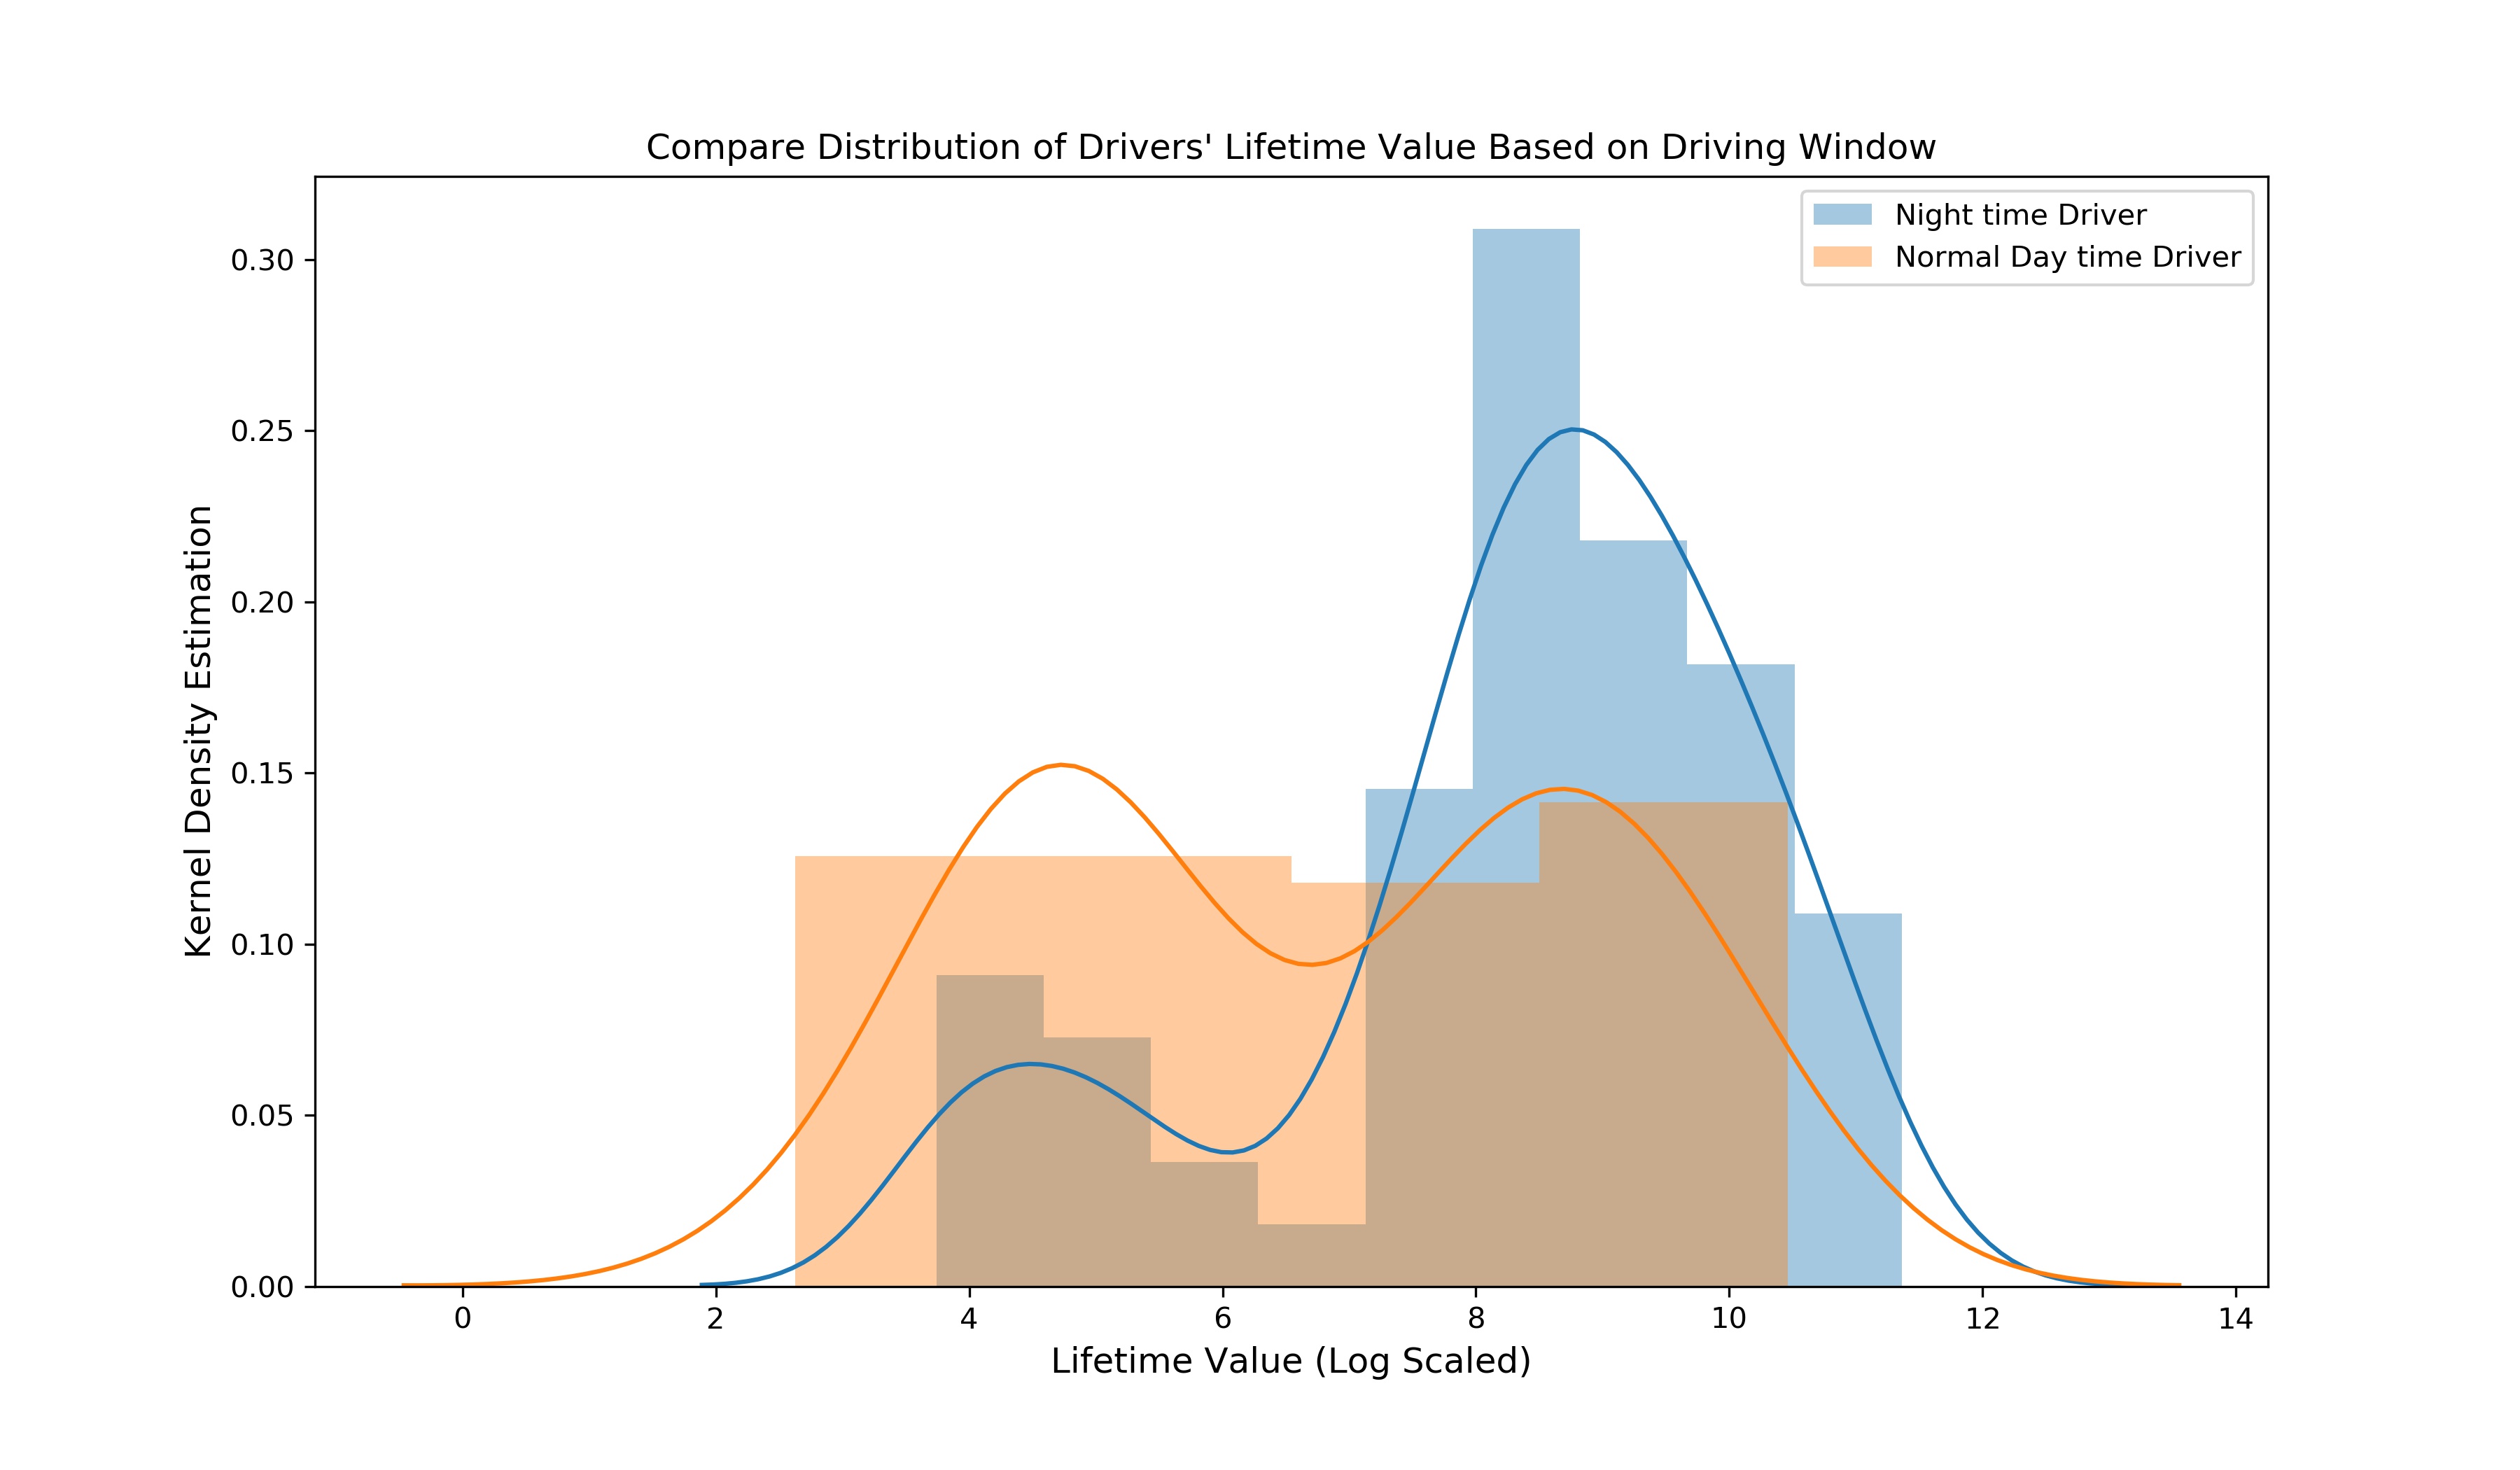 Compare Distribution of Drivers' Lifetime Value Based on Driving Window
Night time Driver
Normal Day time Driver
Kernel Density Estimation
0.30
0.25
0.20
0.15
0.10
0.05
0.00
0 2 4 6 8 10 12 14
Lifetime Value (Log Scaled)